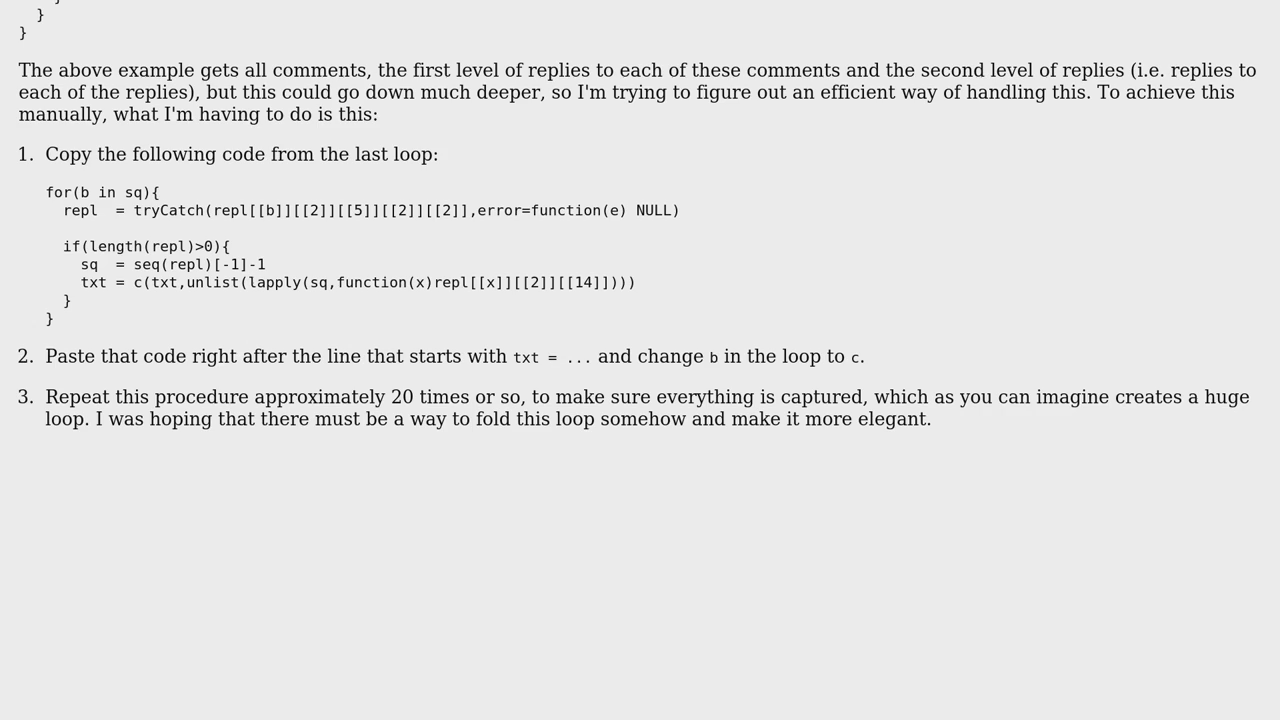 }
}
The above example gets all comments, the first level of replies to each of these comments and the second level of replies (i.e. replies to
each of the replies), but this could go down much deeper, so I'm trying to figure out an efficient way of handling this. To achieve this
manually, what I'm having to do is this:
1. Copy the following code from the last loop:
for(b in sq){
  repl  = tryCatch(repl[[b]][[2]][[5]][[2]][[2]],error=function(e) NULL)
  if(length(repl)>0){
    sq  = seq(repl)[-1]-1
    txt = c(txt,unlist(lapply(sq,function(x)repl[[x]][[2]][[14]])))
  }
}
2. Paste that code right after the line that starts with txt = ... and change b in the loop to c.
3. Repeat this procedure approximately 20 times or so, to make sure everything is captured, which as you can imagine creates a huge
loop. I was hoping that there must be a way to fold this loop somehow and make it more elegant.